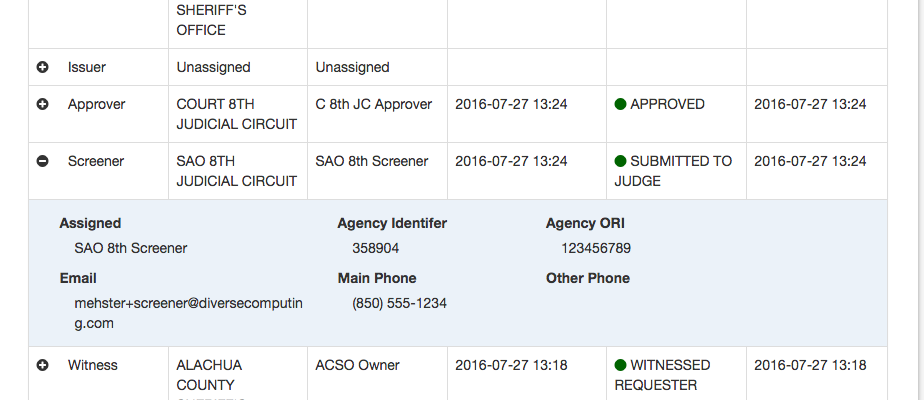 SHERIFF'S
OFFICE
Issuer Unassigned Unassigned
Approver COURT 8TH C 8th JC Approver 2016-07-27 13:24 APPROVED 2016-07-27 13:24
JUDICIAL CIRCUIT
Screener SAO 8TH SAO 8th Screener 2016-07-27 13:24 SUBMITTED TO 2016-07-27 13:24
JUDICIAL CIRCUIT JUDGE
Assigned Agency Identifer Agency ORI
SAO 8th Screener 358904 123456789
Email Main Phone Other Phone
mehster+screener@diversecomputin (850) 555-1234
g.com
Witness ALACHUA ACSO Owner 2016-07-27 13:18 WITNESSED 2016-07-27 13:18
COUNTY REQUESTER